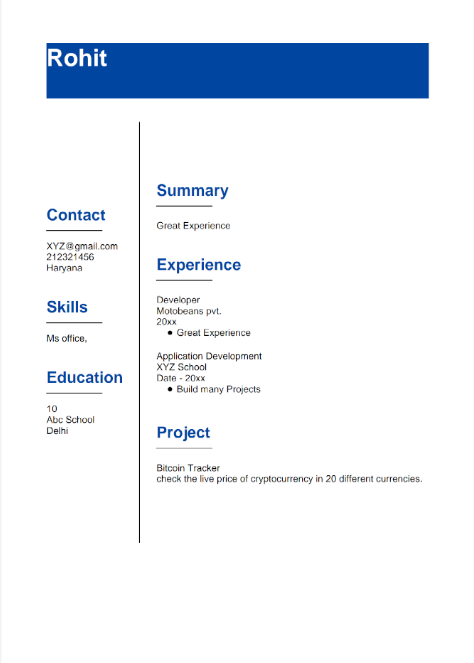 Rohit
Contact
XYZ@gmail.com
212321456
Haryana
Skills
Ms office,
Education
10
Abc School
Delhi
Summary
Great Experience
Experience
Developer
Motobeans pvt.
20xx
● Great Experience
Application Development
XYZ School
Date - 20xx
● Build many Projects
Project
Bitcoin Tracker
check the live price of cryptocurrency in 20 different currencies.